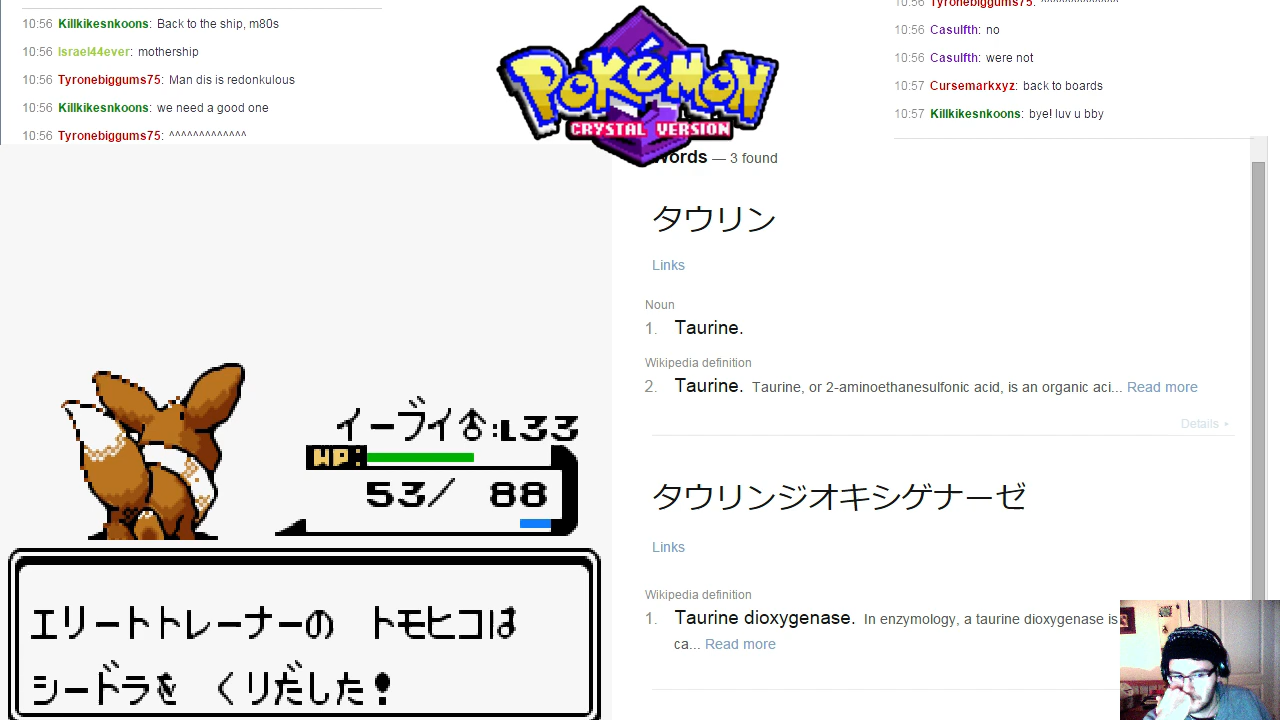 10:56 Killkikesnkoons: Back to the ship, m80s
10:56 Israel44ever: mothership
10:56 Tyronebiggums75: Man dis is redonkulous
10:56 Killkikesnkoons: we need a good one
10:56 Tyronebiggums75: ^^^^^^^^^^^^^
POKéMON
CRYSTAL VERSION
10:56 Tyronebiggums75: ^^^^^^^^^^^^^
10:56 Casulfth: no
10:56 Casulfth: were not
10:57 Cursemarkxyz: back to boards
10:57 Killkikesnkoons: bye! luv u bby
Words — 3 found
タウリン
Links
Noun
1. Taurine.
Wikipedia definition
2. Taurine. Taurine, or 2-aminoethanesulfonic acid, is an organic aci... Read more
Details
タウリンジオキシゲナーゼ
Links
Wikipedia definition
1. Taurine dioxygenase. In enzymology, a taurine dioxygenase is
ca... Read more
イーブイ♂:L33
HP:
53/ 88
エリートトレーナーの トモヒコは
シードラを くりだした!